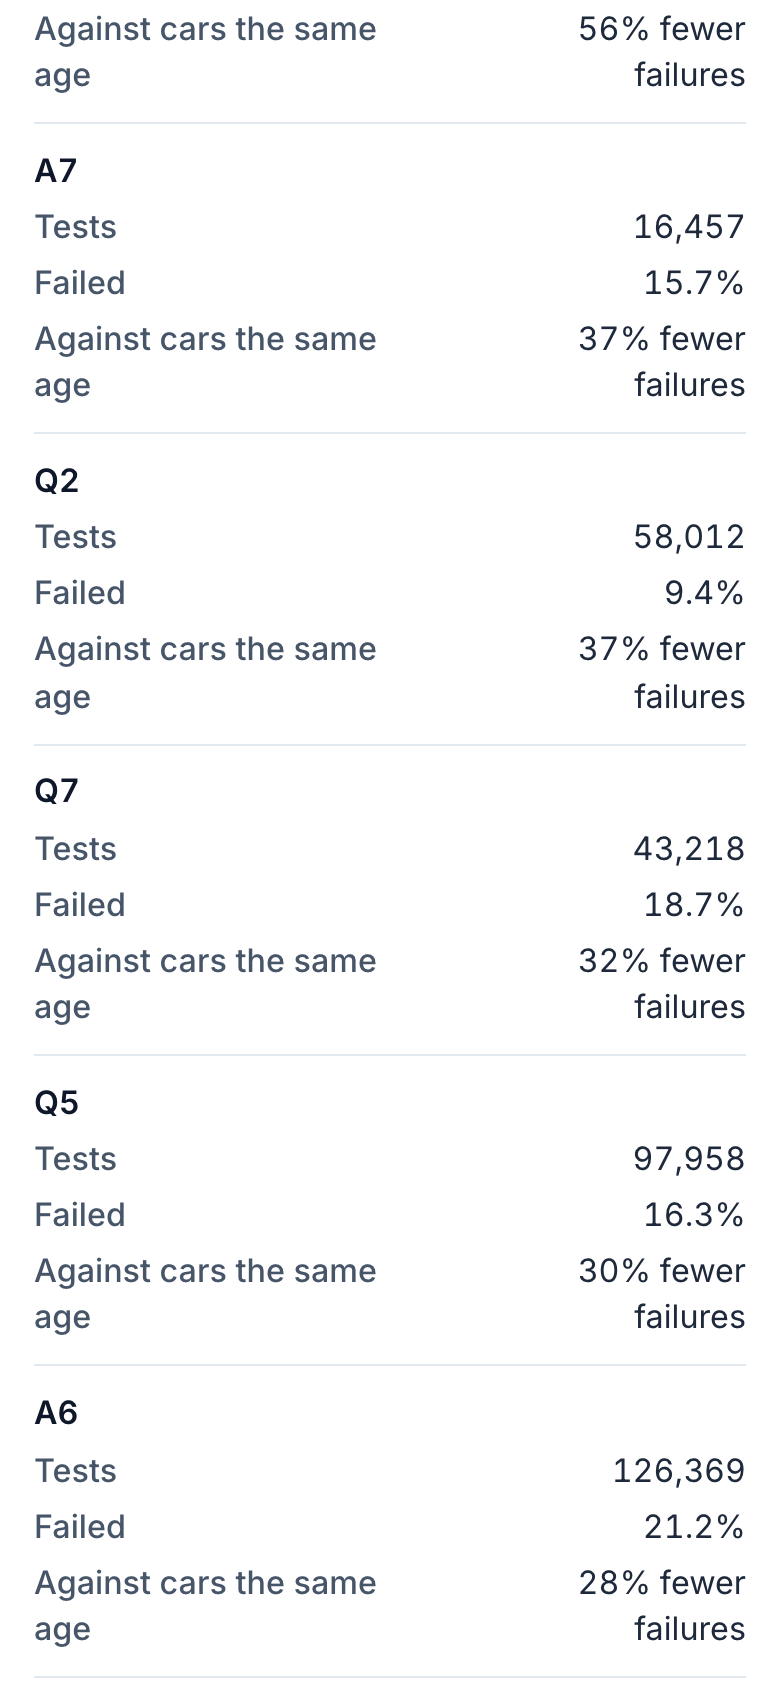 Against cars the same 56% fewer
age failures
A7
Tests 16,457
Failed 15.7%
Against cars the same 37% fewer
age failures
Q2
Tests 58,012
Failed 9.4%
Against cars the same 37% fewer
age failures
Q7
Tests 43,218
Failed 18.7%
Against cars the same 32% fewer
age failures
Q5
Tests 97,958
Failed 16.3%
Against cars the same 30% fewer
age failures
A6
Tests 126,369
Failed 21.2%
Against cars the same 28% fewer
age failures